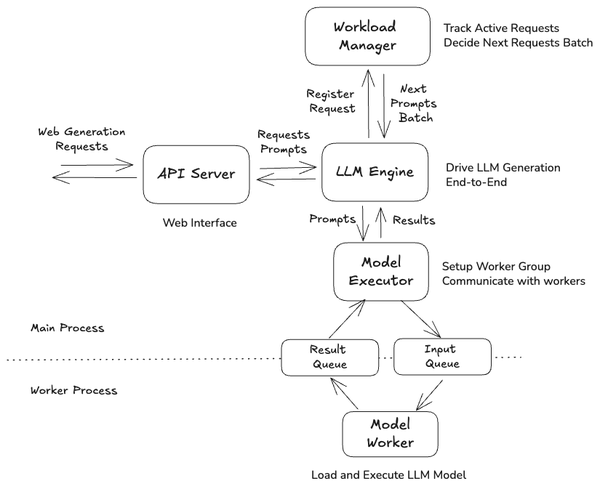 Workload
Manager
Track Active Requests
Decide Next Requests Batch
Register
Request
Next
Prompts
Batch
Web Generation
Requests
API Server
Web Interface
Requests
Prompts
LLM Engine
Drive LLM Generation
End-to-End
Prompts
Results
Model
Executor
Setup Worker Group
Communicate with workers
Main Process
Result
Queue
Input
Queue
Worker Process
Model
Worker
Load and Execute LLM Model